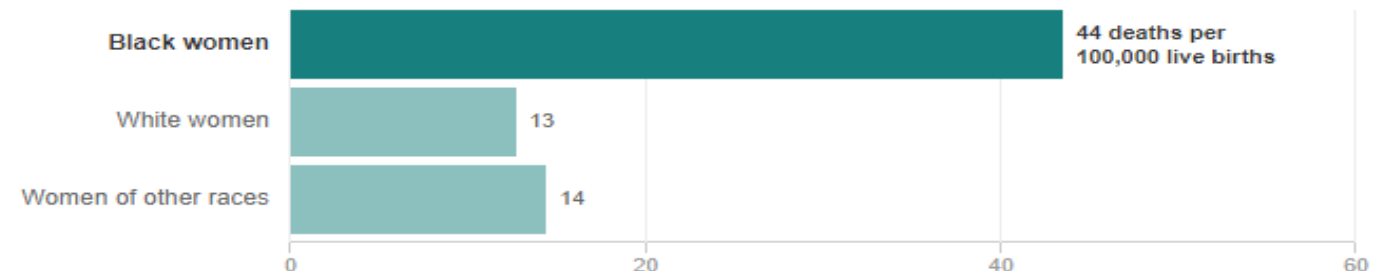 Black women
44 deaths per
100,000 live births
White women
13
Women of other races
14
0
20
40
60